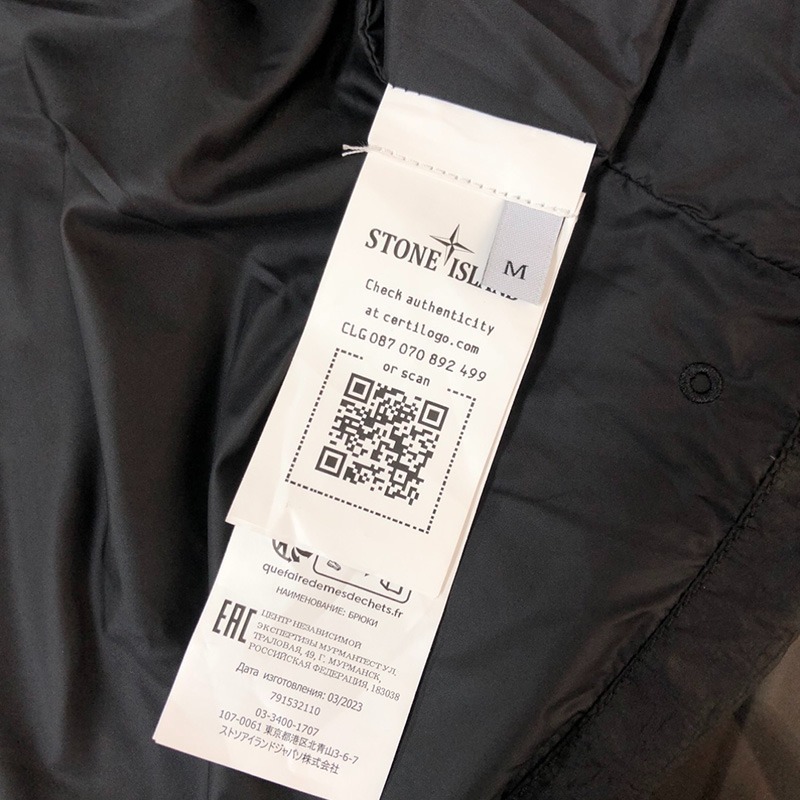 STONE ISLAND
M
Check authenticity
at certilogo.com
CLG 087 070 892 499
or scan
quefairedemesdechets.fr
НАИМЕНОВАНИЕ: БРЮКИ
EAC
ЦЕНТР НЕЗАВИСИМОЙ
ЭКСПЕРТИЗЫ МУРМАНТЕСТ УЛ.
ТРАЛОВАЯ, 49, Г. МУРМАНСК,
РОССИЙСКАЯ ФЕДЕРАЦИЯ, 183038
Дата изготовления: 03/2023
791532110
03-3400-1707
107-0061 東京都港区北青山3-6-7
ストソアイランドジャパソ株式会社